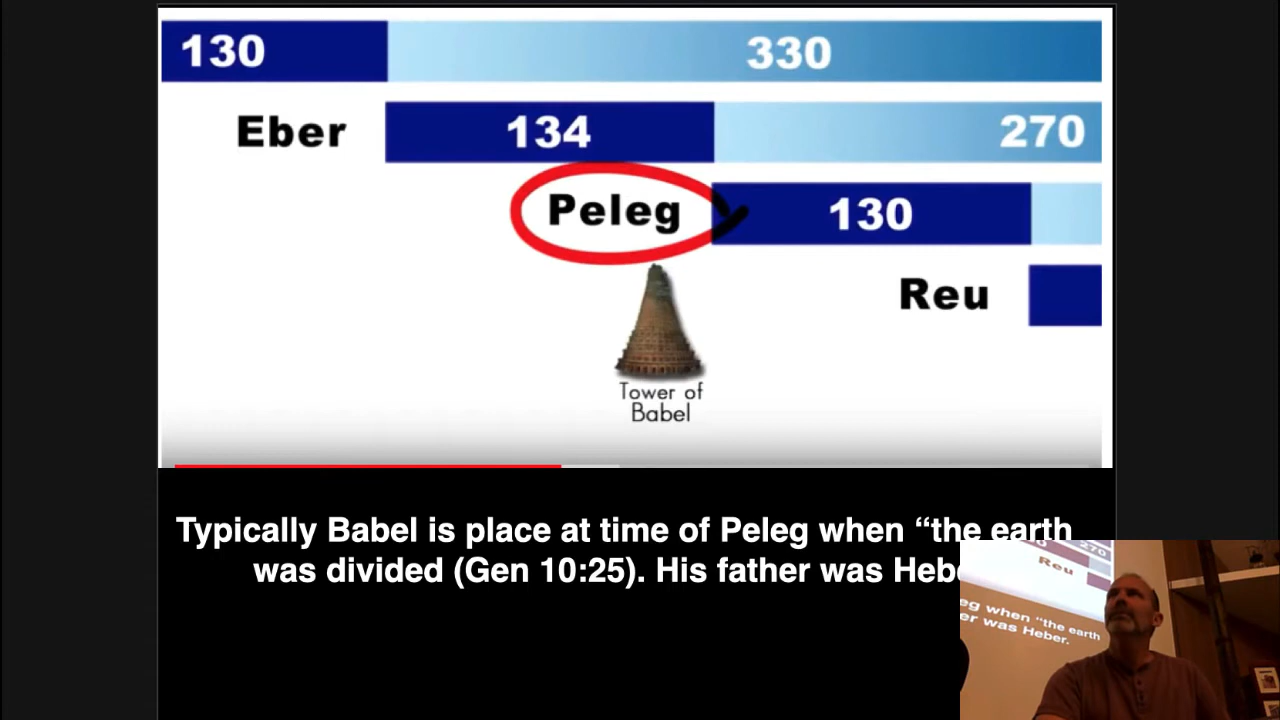 130 330
Eber 134 270
Peleg 130
Reu
Tower of
Babel
Typically Babel is place at time of Peleg when “the earth
was divided (Gen 10:25). His father was Hebe
270
Reu
eg when “the earth
er was Heber.